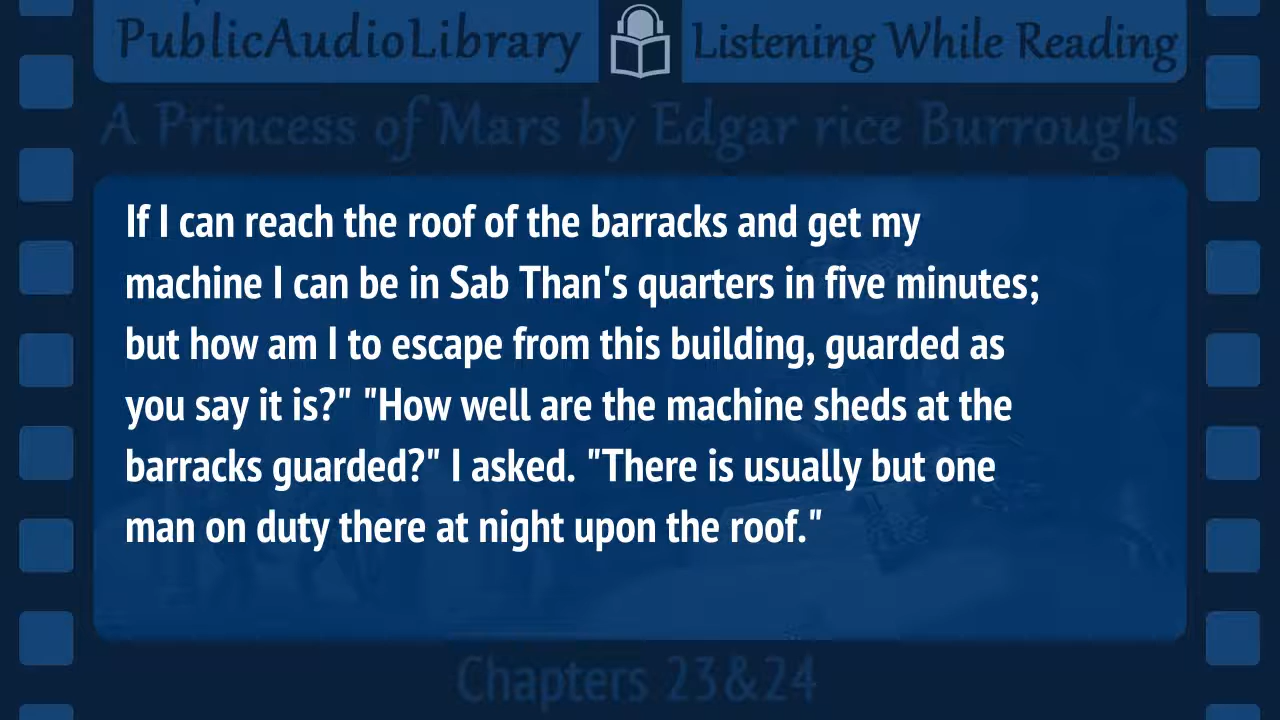 PublicAudioLibrary Listening While Reading
A Princess of Mars by Edgar rice Burroughs
If I can reach the roof of the barracks and get my
machine I can be in Sab Than's quarters in five minutes;
but how am I to escape from this building, guarded as
you say it is?" "How well are the machine sheds at the
barracks guarded?" I asked. "There is usually but one
man on duty there at night upon the roof."
Chapters 23&24